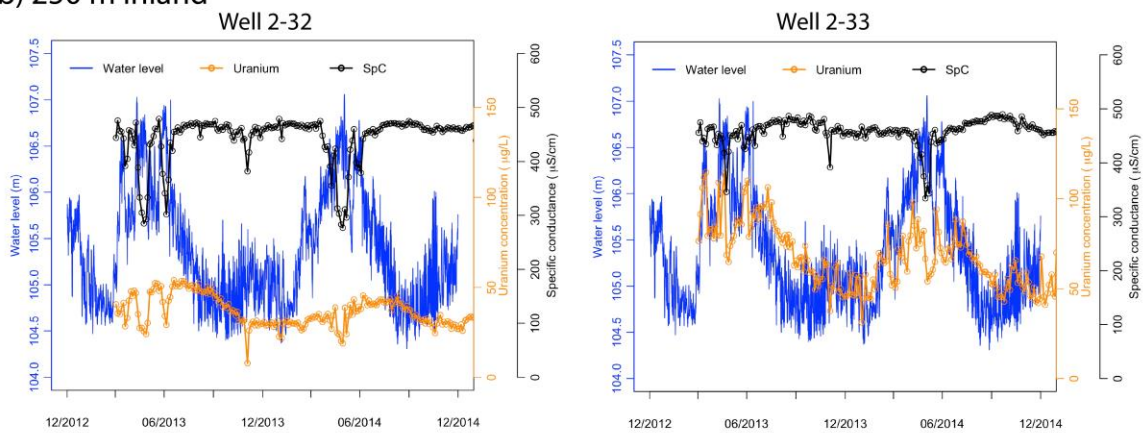 b) 250 m inland
Well 2-32
Water level Uranium SpC
Water level (m)
104.0 104.5 105.0 105.5 106.0 106.5 107.0 107.5
Uranium concentration ( µg/L)
0 50 100 150
Specific conductance ( µS/cm)
0 100 200 300 400 500 600
12/2012 06/2013 12/2013 06/2014 12/2014
Well 2-33
Water level Uranium SpC
Water level (m)
104.0 104.5 105.0 105.5 106.0 106.5 107.0 107.5
Uranium concentration ( µg/L)
0 50 100 150
Specific conductance ( µS/cm)
0 100 200 300 400 500 600
12/2012 06/2013 12/2013 06/2014 12/2014